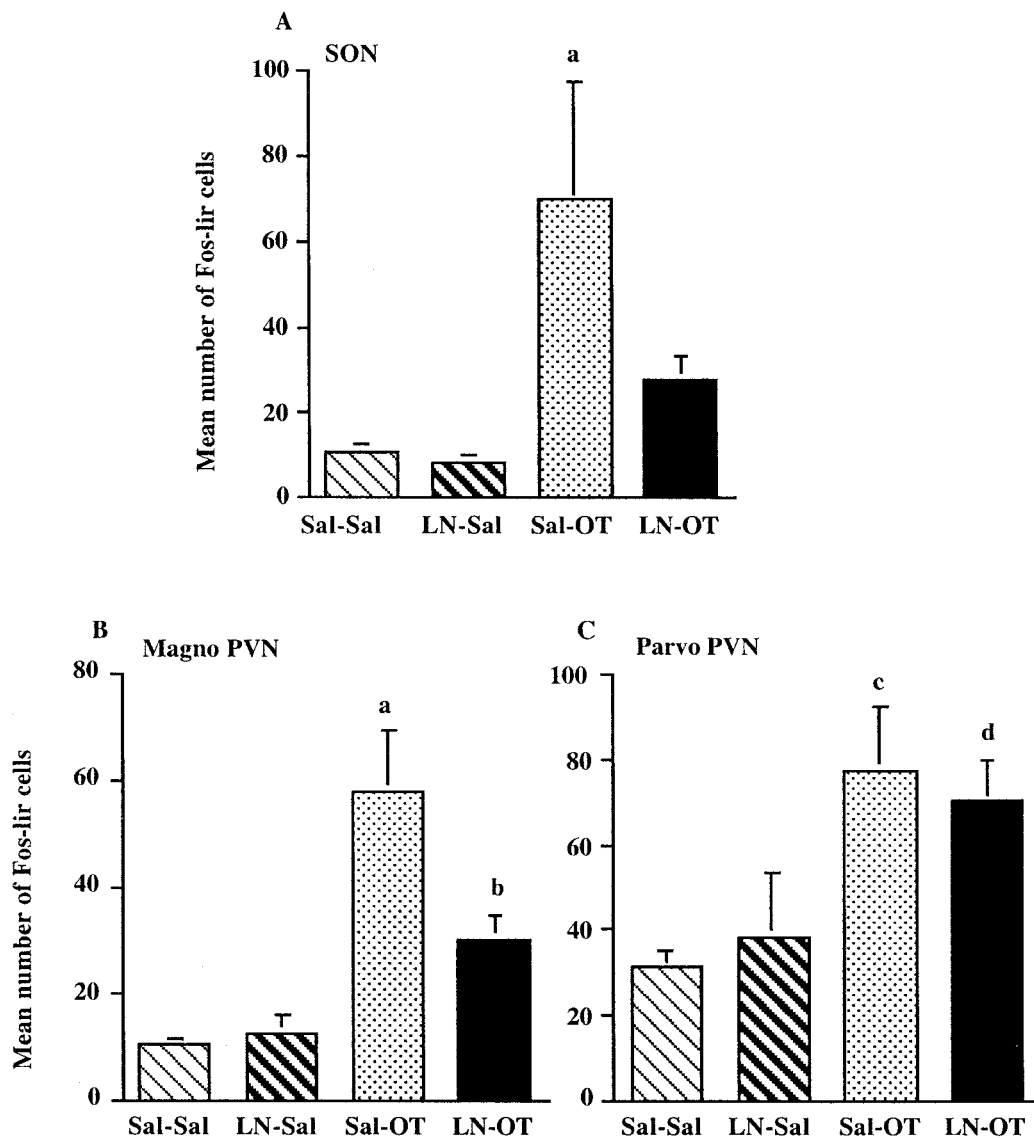 A
SON
a
100
80
60
40
20
0
Mean number of Fos-lir cells
Sal-Sal LN-Sal Sal-OT LN-OT
B
Magno PVN
a
b
80
60
40
20
0
Mean number of Fos-lir cells
Sal-Sal LN-Sal Sal-OT LN-OT
C
Parvo PVN
c
d
100
80
60
40
20
0
Sal-Sal LN-Sal Sal-OT LN-OT